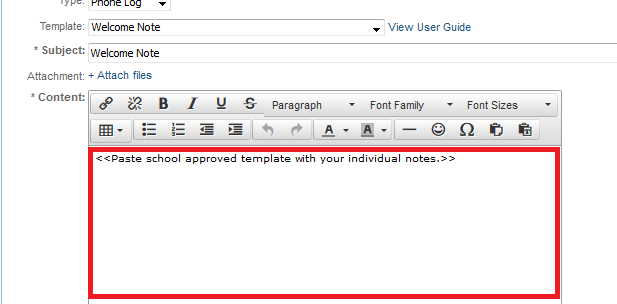 Type: Phone Log
Template: Welcome Note View User Guide
* Subject: Welcome Note
Attachment: + Attach files
* Content:
B I U S Paragraph Font Family Font Sizes
A A Ω
<<Paste school approved template with your individual notes.>>